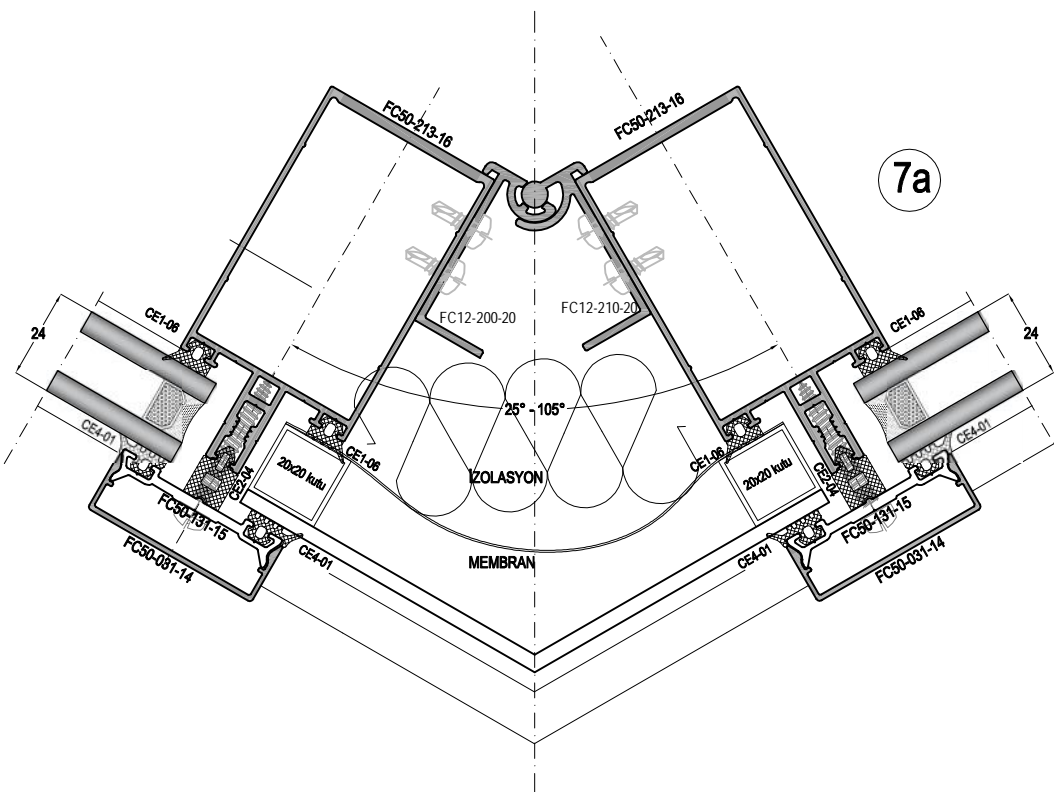 FC50-213-16
FC50-213-16
7a
FC12-200-20
FC12-210-20
CE1-06
CE1-06
24
24
25° - 105°
CE4-01
CE4-01
CE1-06
CE1-06
İZOLASYON
20x20 kutu
20x20 kutu
CE2-04
CE2-04
FC50-131-15
FC50-131-15
MEMBRAN
CE4-01
CE4-01
FC50-031-14
FC50-031-14